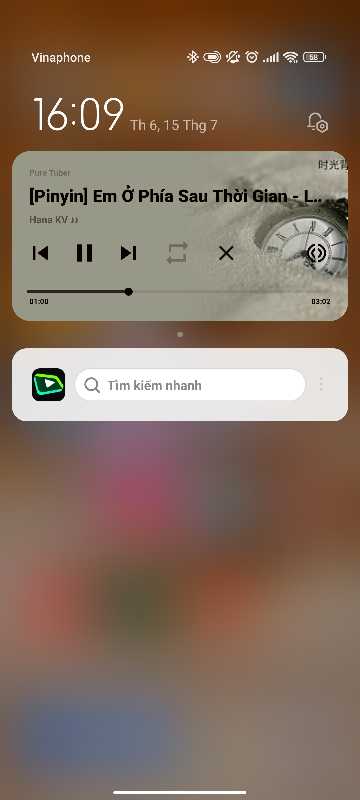 Vinaphone
58
16:09 Th 6, 15 Thg 7
时光背
Pure Tuber
[Pinyin] Em Ở Phía Sau Thời Gian - L..
Hana KV ♪♪
01:00
03:02
Tìm kiếm nhanh